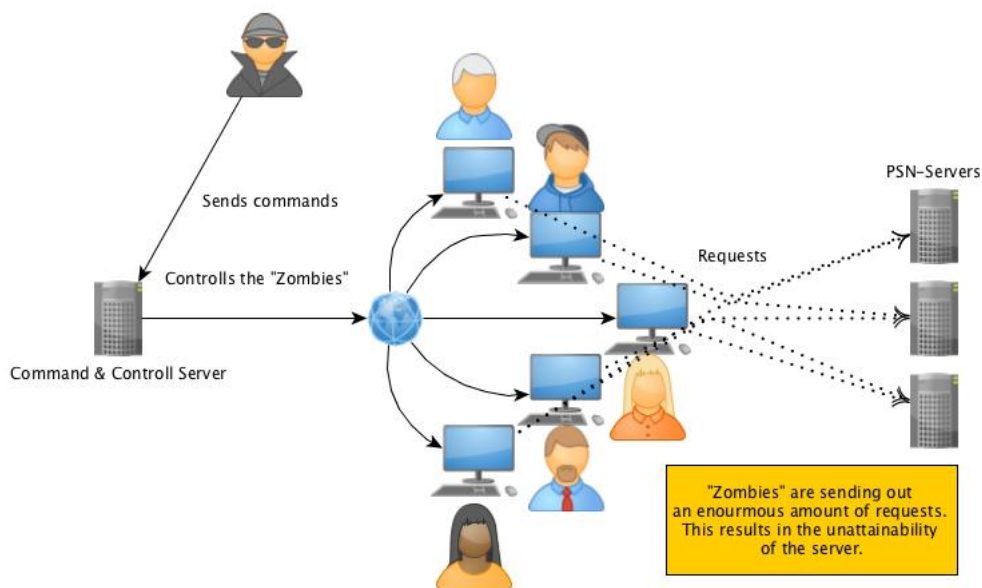 PSN-Servers
Sends commands
Requests
Controlls the "Zombies"
Command & Controll Server
"Zombies" are sending out
an enourmous amount of requests.
This results in the unattainability
of the server.